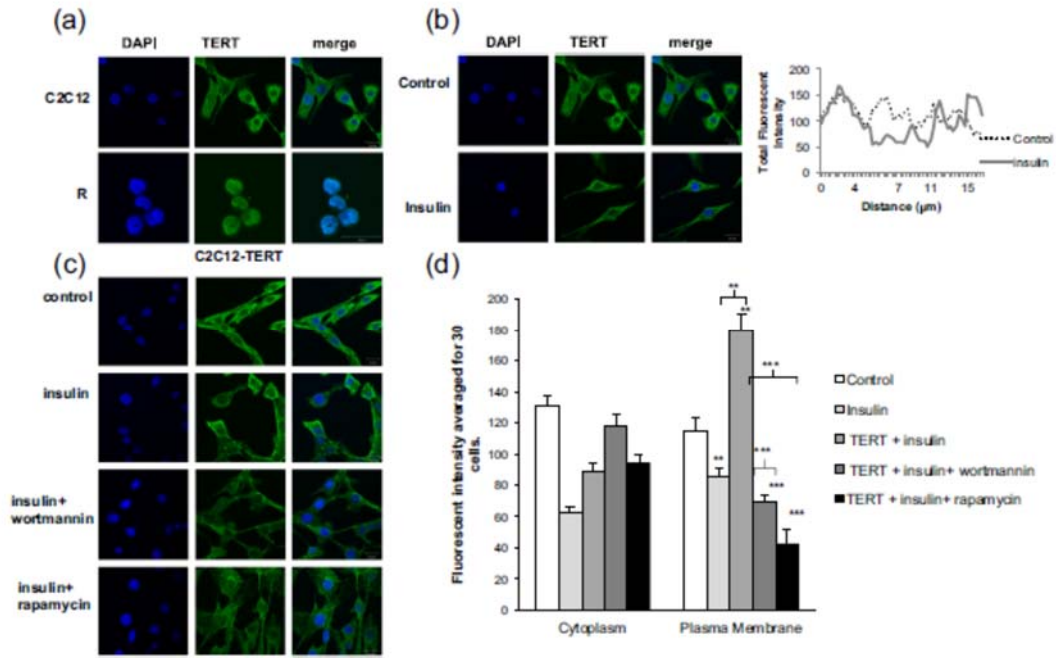 (a)
DAPI TERT merge
C2C12
R
(b)
DAPI TERT merge
Control
Insulin
Total Fluorescent
Intensity
200
150
100
50
0
0 4 7 11 15
Distance (µm)
Control
insulin
(c)
C2C12-TERT
control
insulin
insulin+
wortmannin
insulin+
rapamycin
(d)
Fluorescent intensity averaged for 30
cells.
200
180
160
140
120
100
80
60
40
20
0
**
**
***
**
***
***
***
Cytoplasm Plasma Membrane
Control
Insulin
TERT + insulin
TERT + insulin+ wortmannin
TERT + insulin+ rapamycin